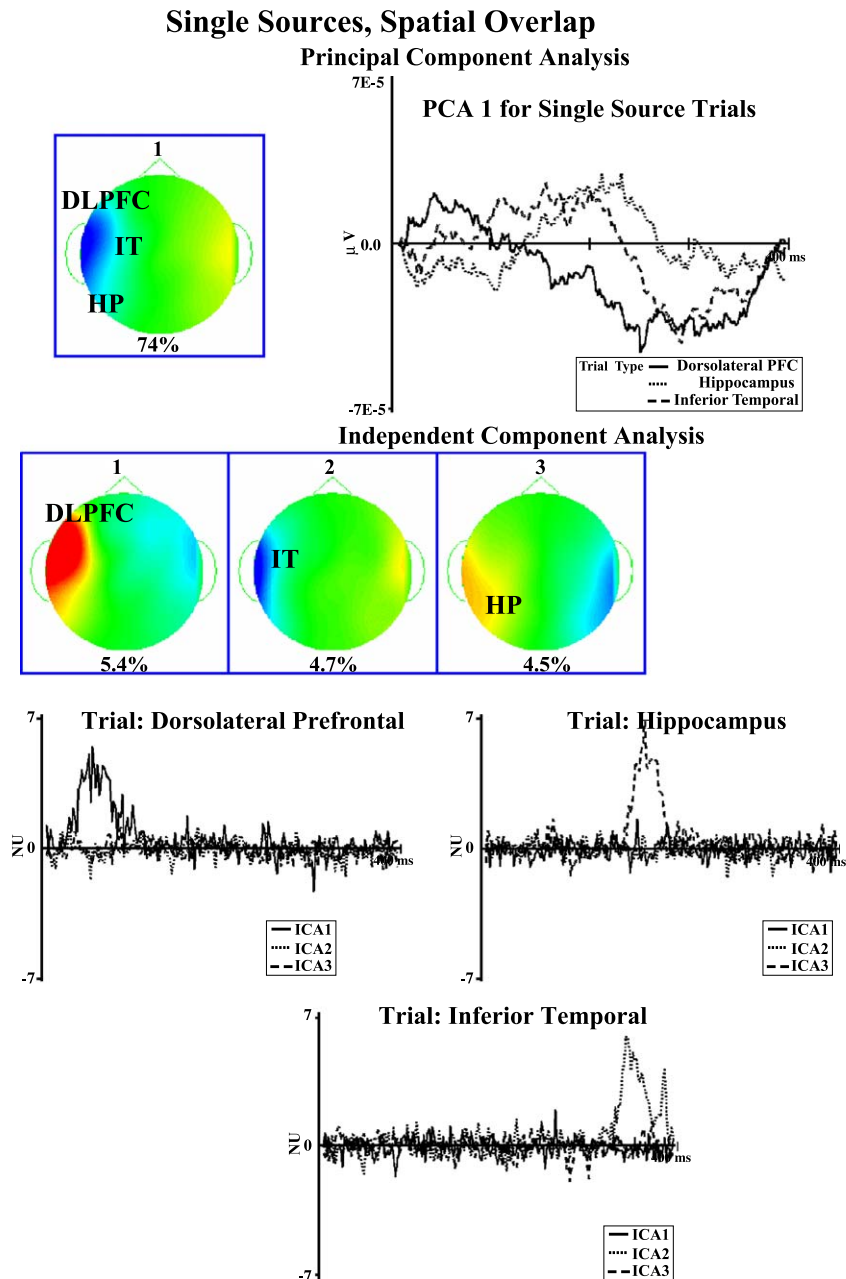 Single Sources, Spatial Overlap
Principal Component Analysis
7E-5
PCA 1 for Single Source Trials
1
DLPFC
IT
HP
74%
μ V
0.0
400 ms
Trial Type Dorsolateral PFC
Hippocampus
Inferior Temporal
-7E-5
Independent Component Analysis
1
DLPFC
5.4%
2
IT
4.7%
3
HP
4.5%
7
Trial: Dorsolateral Prefrontal
NU
0
400 ms
ICA1
ICA2
ICA3
-7
7
Trial: Hippocampus
NU
0
400 ms
ICA1
ICA2
ICA3
-7
7
Trial: Inferior Temporal
NU
0
400 ms
ICA1
ICA2
ICA3
-7